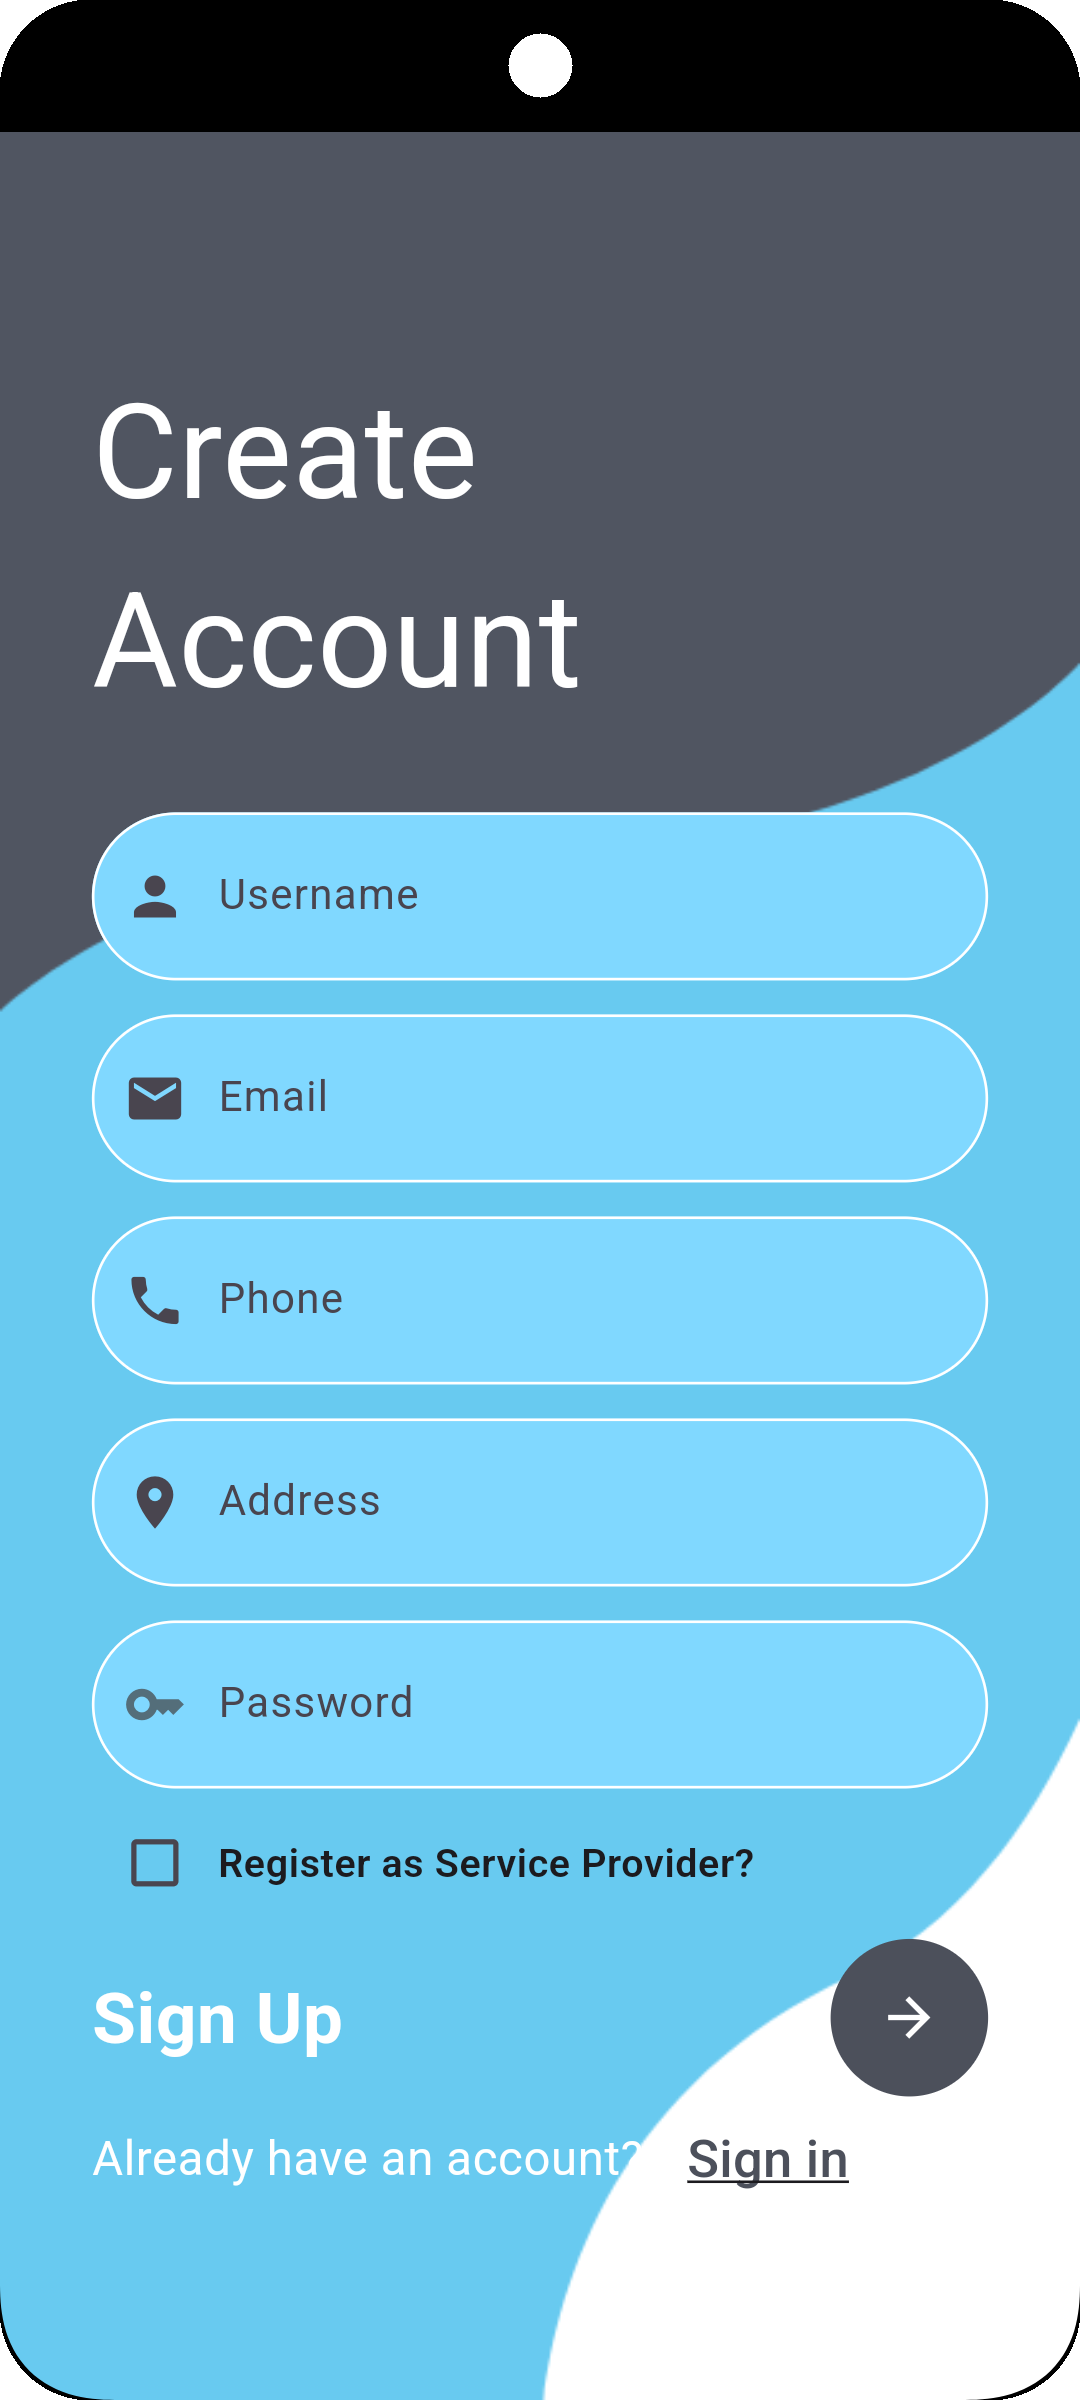 Create
Account
Username
Email
Phone
Address
Password
Register as Service Provider?
Sign Up
Already have an account? Sign in